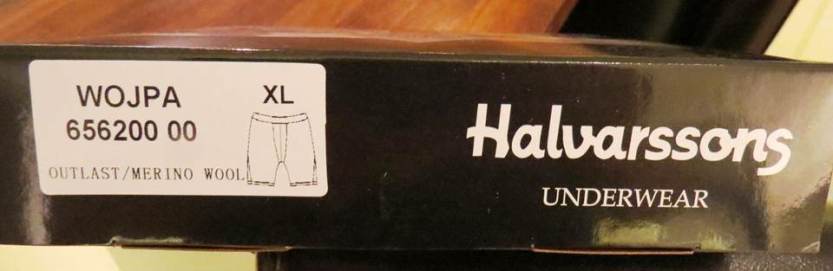 WOJPA
XL
656200 00
OUTLAST/MERINO WOOL
Halvarssons
UNDERWEAR